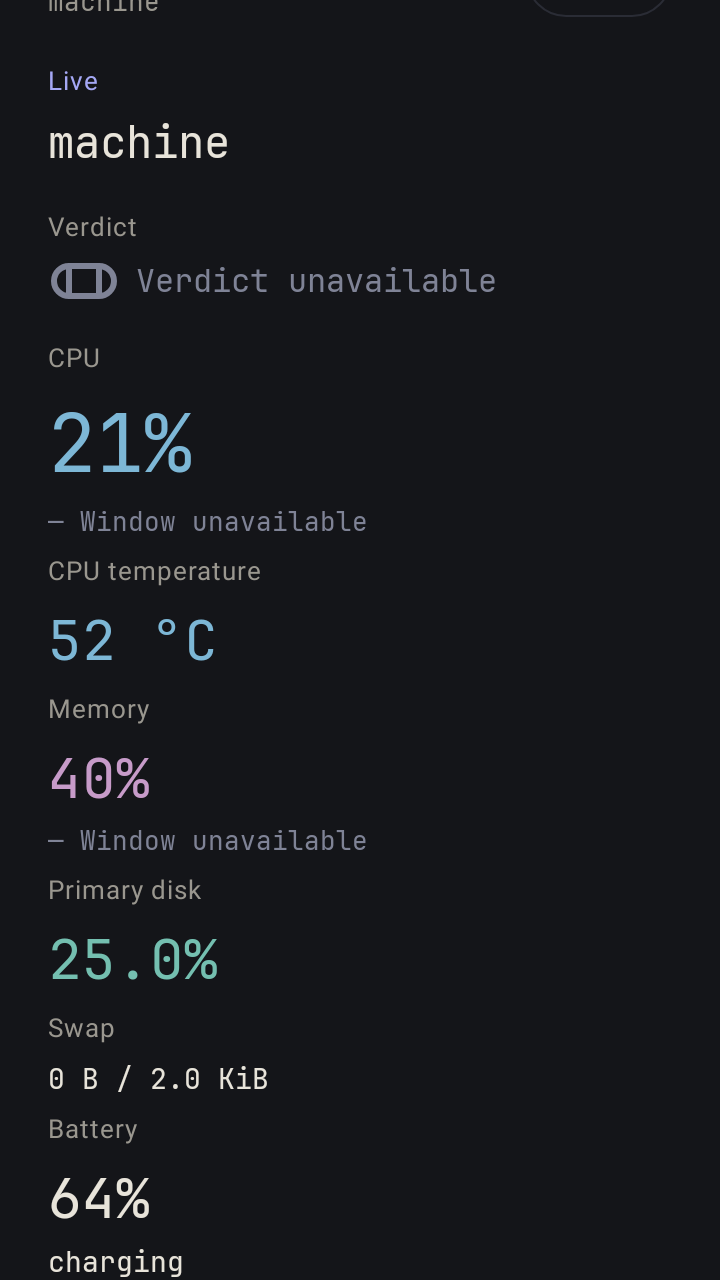 machine
Live
machine
Verdict
Verdict unavailable
CPU
21%
— Window unavailable
CPU temperature
52 °C
Memory
40%
— Window unavailable
Primary disk
25.0%
Swap
0 B / 2.0 KiB
Battery
64%
charging